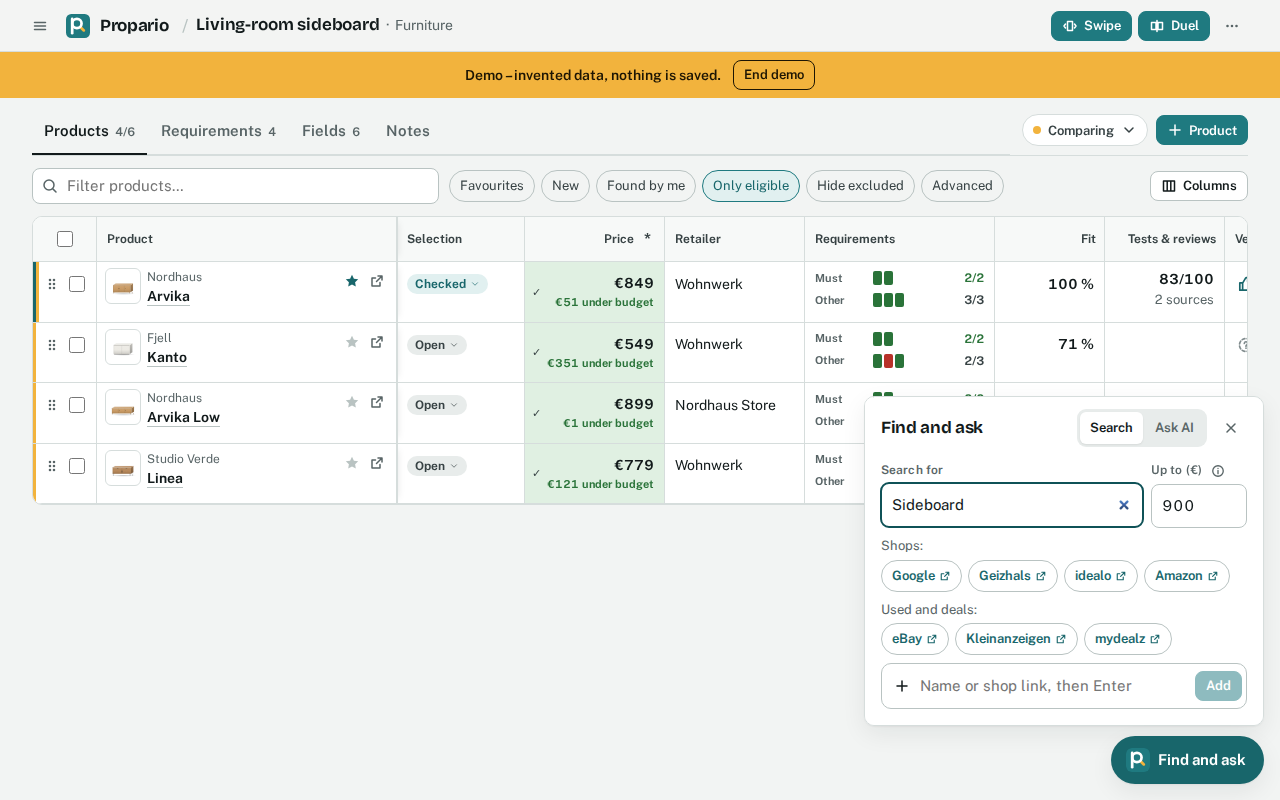 Propario / Living-room sideboard · Furniture
Swipe
Duel
Demo – invented data, nothing is saved.
End demo
Products 4/6
Requirements 4
Fields 6
Notes
Comparing
Product
Filter products...
Favourites
New
Found by me
Only eligible
Hide excluded
Advanced
Columns
Product
Selection
Price *
Retailer
Requirements
Fit
Tests & reviews
Nordhaus
Arvika
Checked
✓ €849
€51 under budget
Wohnwerk
Must 2/2
Other 3/3
100 %
83/100
2 sources
Fjell
Kanto
Open
✓ €549
€351 under budget
Wohnwerk
Must 2/2
Other 2/3
71 %
Nordhaus
Arvika Low
Open
✓ €899
€1 under budget
Nordhaus Store
Must
Other
Studio Verde
Linea
Open
✓ €779
€121 under budget
Wohnwerk
Must
Other
Find and ask
Search
Ask AI
Search for
Up to (€)
Sideboard
900
Shops:
Google
Geizhals
idealo
Amazon
Used and deals:
eBay
Kleinanzeigen
mydealz
Name or shop link, then Enter
Add
Find and ask